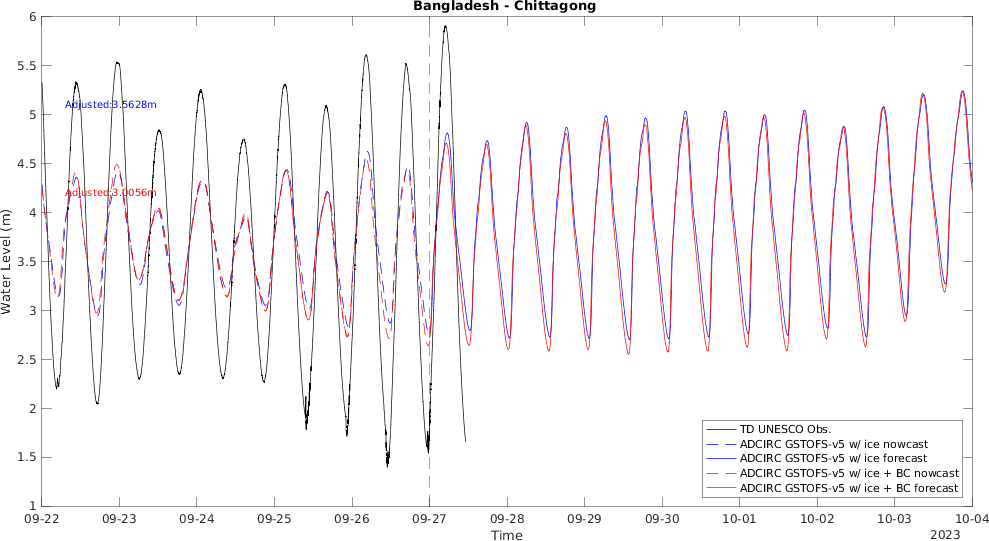 Bangladesh - Chittagong
6
5.5
5
4.5
4
3.5
3
2.5
2
1.5
1
Water Level (m)
Adjusted:3.5628m
Adjusted:3.0056m
TD UNESCO Obs.
ADCIRC GSTOFS-v5 w/ ice nowcast
ADCIRC GSTOFS-v5 w/ ice forecast
ADCIRC GSTOFS-v5 w/ ice + BC nowcast
ADCIRC GSTOFS-v5 w/ ice + BC forecast
09-22 09-23 09-24 09-25 09-26 09-27 09-28 09-29 09-30 10-01 10-02 10-03 10-04
Time
2023